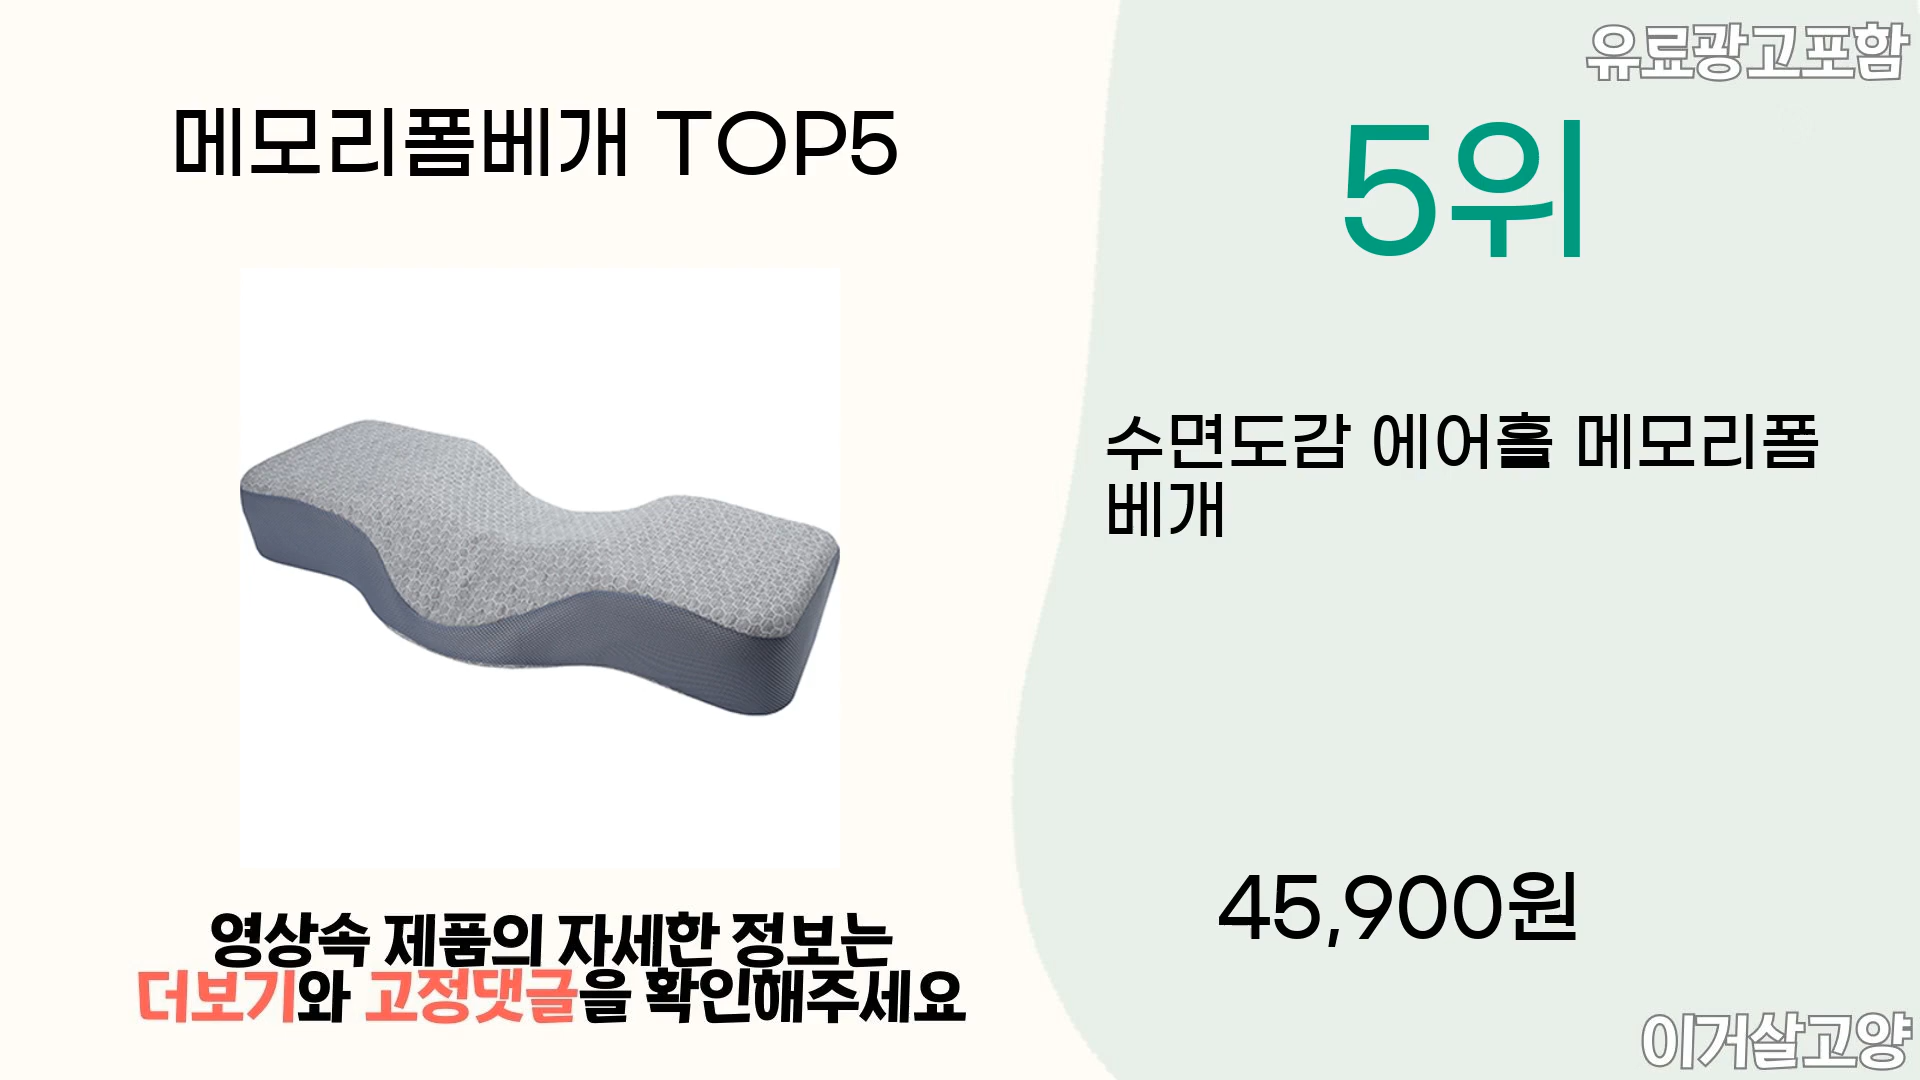 유료광고포함
메모리폼베개 TOP5
5위
수면도감 에어홀 메모리폼
베개
45,900원
영상속 제품의 자세한 정보는
더보기와 고정댓글을 확인해주세요
이거살고양